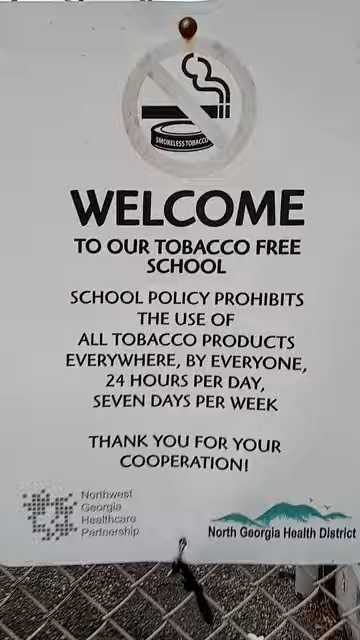 SMOKELESS TOBACCO
WELCOME
TO OUR TOBACCO FREE
SCHOOL
SCHOOL POLICY PROHIBITS
THE USE OF
ALL TOBACCO PRODUCTS
EVERYWHERE, BY EVERYONE,
24 HOURS PER DAY,
SEVEN DAYS PER WEEK
THANK YOU FOR YOUR
COOPERATION!
Northwest
Georgia
Healthcare
Partnership
North Georgia Health District